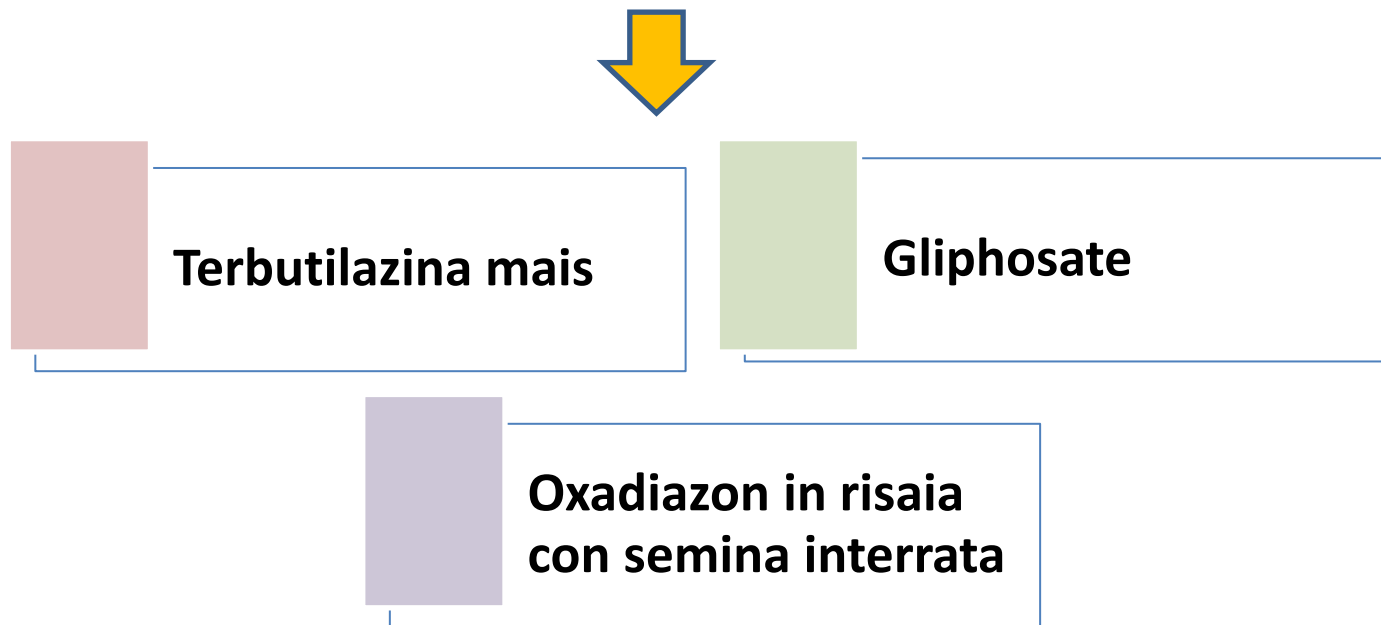 Terbutilazina mais
Gliphosate
Oxadiazon in risaia
con semina interrata